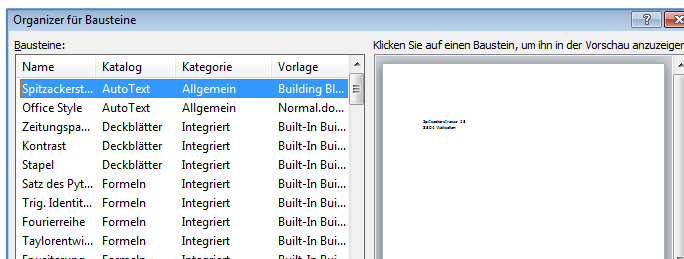 Organizer für Bausteine
Bausteine:
Klicken Sie auf einen Baustein, um ihn in der Vorschau anzuzeigen
Name Katalog Kategorie Vorlage
Spitzackerst... AutoText Allgemein Building Bl...
Office Style AutoText Allgemein Normal.do...
Zeitungspa... Deckblätter Integriert Built-In Bui...
Kontrast Deckblätter Integriert Built-In Bui...
Stapel Deckblätter Integriert Built-In Bui...
Satz des Pyt... Formeln Integriert Built-In Bui...
Trig. Identit... Formeln Integriert Built-In Bui...
Fourierreihe Formeln Integriert Built-In Bui...
Taylorentwi... Formeln Integriert Built-In Bui...